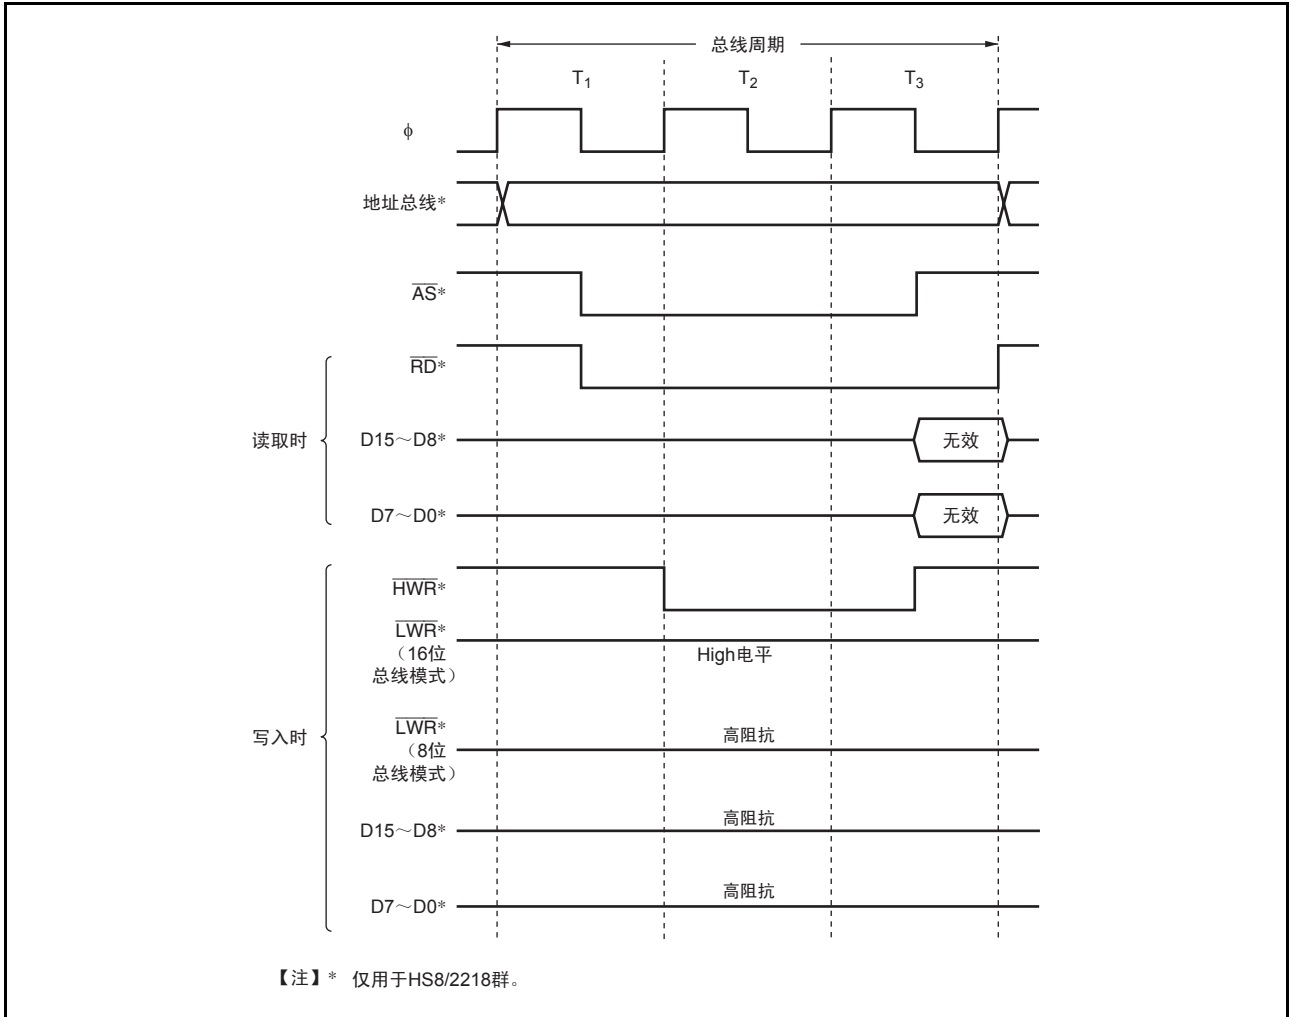 总线周期
T1 T2 T3
ϕ
地址总线*
AS*
读取时
RD*
D15～D8* 无效
D7～D0* 无效
写入时
HWR*
LWR*
（16位
总线模式）
High电平
LWR*
（8位
总线模式）
高阻抗
D15～D8* 高阻抗
D7～D0* 高阻抗
【注】* 仅用于HS8/2218群。